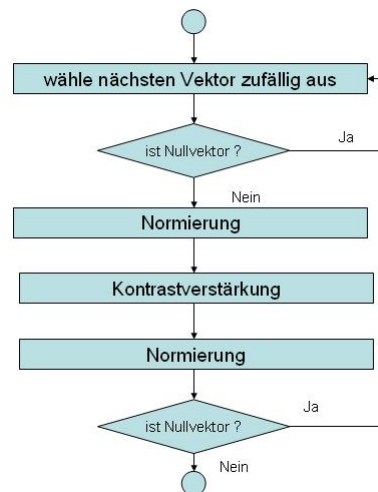 wähle nächsten Vektor zufällig aus
ist Nullvektor ?
Ja
Nein
Normierung
Kontrastverstärkung
Normierung
ist Nullvektor ?
Ja
Nein